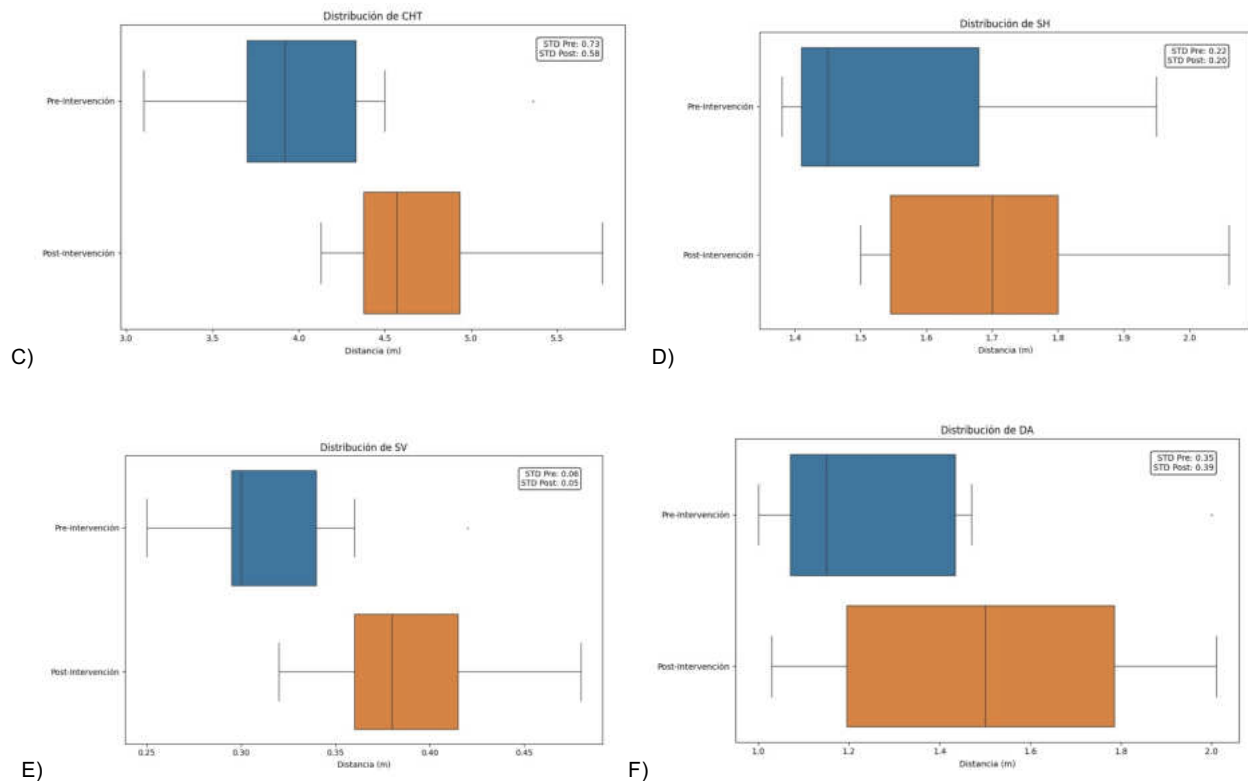 Distribución de CHT
STD Pre: 0.73
STD Post: 0.58
Pre-Intervención
Post-Intervención
3.0 3.5 4.0 4.5 5.0 5.5
Distancia (m)
C)
Distribución de SH
STD Pre: 0.22
STD Post: 0.20
Pre-Intervención
Post-Intervención
1.4 1.5 1.6 1.7 1.8 1.9 2.0
Distancia (m)
D)
Distribución de SV
STD Pre: 0.06
STD Post: 0.05
Pre-Intervención
Post-Intervención
0.25 0.30 0.35 0.40 0.45
Distancia (m)
E)
Distribución de DA
STD Pre: 0.35
STD Post: 0.39
Pre-Intervención
Post-Intervención
1.0 1.2 1.4 1.6 1.8 2.0
Distancia (m)
F)